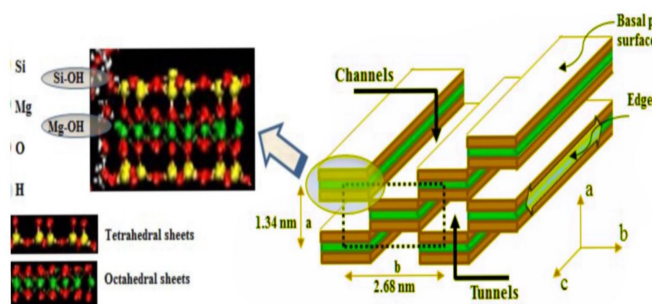 Si
Si-OH
Mg
Mg-OH
O
H
Tetrahedral sheets
Octahedral sheets
Channels
Basal p
surface
Edge
1.34 nm
a
b
2.68 nm
Tunnels
a
b
c